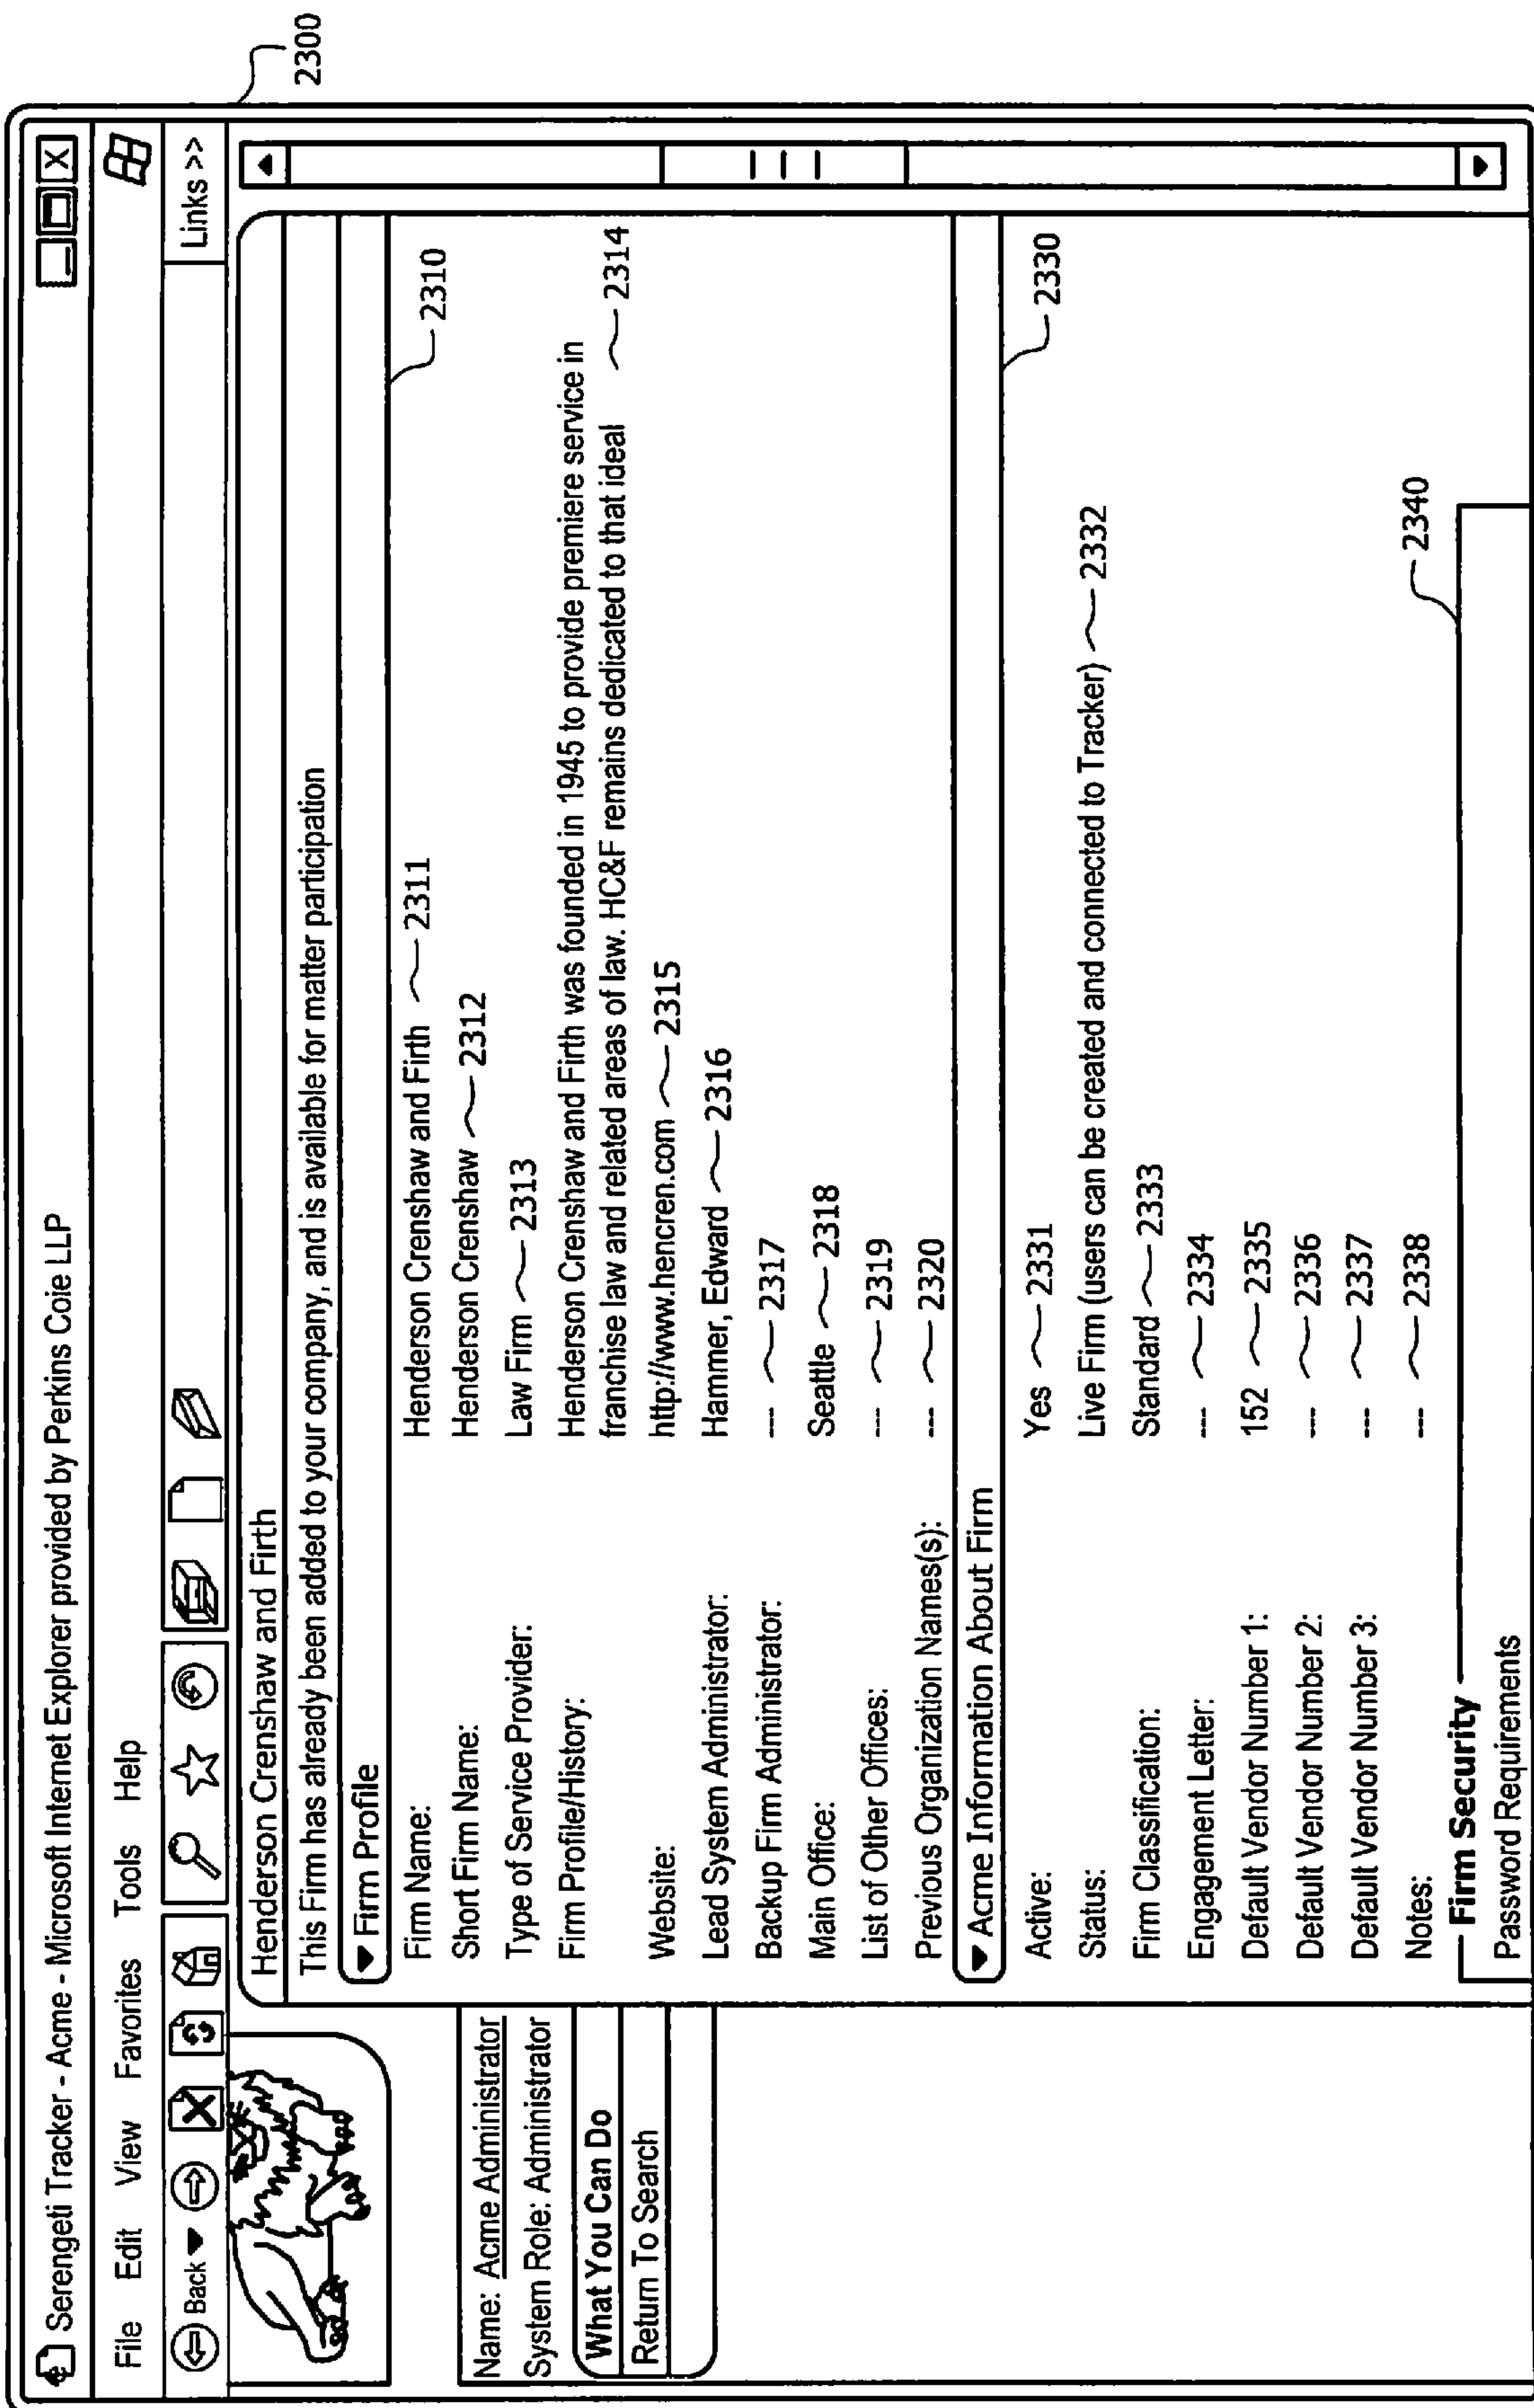 2300
Serengeti Tracker - Acme - Microsoft Internet Explorer provided by Perkins Coie LLP
X
File Edit View Favorites Tools Help
Back
Links >>
Henderson Crenshaw and Firth
This Firm has already been added to your company, and is available for matter participation
Name: Acme Administrator
System Role: Administrator
What You Can Do
Return To Search
Firm Profile
2310
Firm Name: Henderson Crenshaw and Firth 2311
Short Firm Name: Henderson Crenshaw 2312
Type of Service Provider: Law Firm 2313
Firm Profile/History: Henderson Crenshaw and Firth was founded in 1945 to provide premiere service in
franchise law and related areas of law. HC&F remains dedicated to that ideal 2314
Website: http://www.hencren.com 2315
Lead System Administrator: Hammer, Edward 2316
Backup Firm Administrator: --- 2317
Main Office: Seattle 2318
List of Other Offices: --- 2319
Previous Organization Names(s): --- 2320
Acme Information About Firm
2330
Active: Yes 2331
Status: Live Firm (users can be created and connected to Tracker) 2332
Firm Classification: Standard 2333
Engagement Letter: --- 2334
Default Vendor Number 1: 152 2335
Default Vendor Number 2: --- 2336
Default Vendor Number 3: --- 2337
Notes: --- 2338
2340
Firm Security
Password Requirements